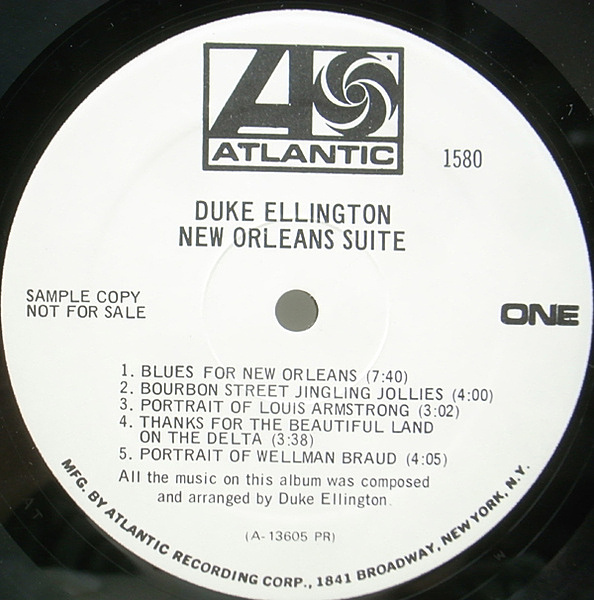 ATLANTIC
1580
DUKE ELLINGTON
NEW ORLEANS SUITE
SAMPLE COPY
NOT FOR SALE
ONE
1. BLUES FOR NEW ORLEANS (7:40)
2. BOURBON STREET JINGLING JOLLIES (4:00)
3. PORTRAIT OF LOUIS ARMSTRONG (3:02)
4. THANKS FOR THE BEAUTIFUL LAND
ON THE DELTA (3:38)
5. PORTRAIT OF WELLMAN BRAUD (4:05)
All the music on this album was composed
and arranged by Duke Ellington.
(A-13605 PR)
MFG. BY ATLANTIC RECORDING CORP., 1841 BROADWAY, NEW YORK, N.Y.